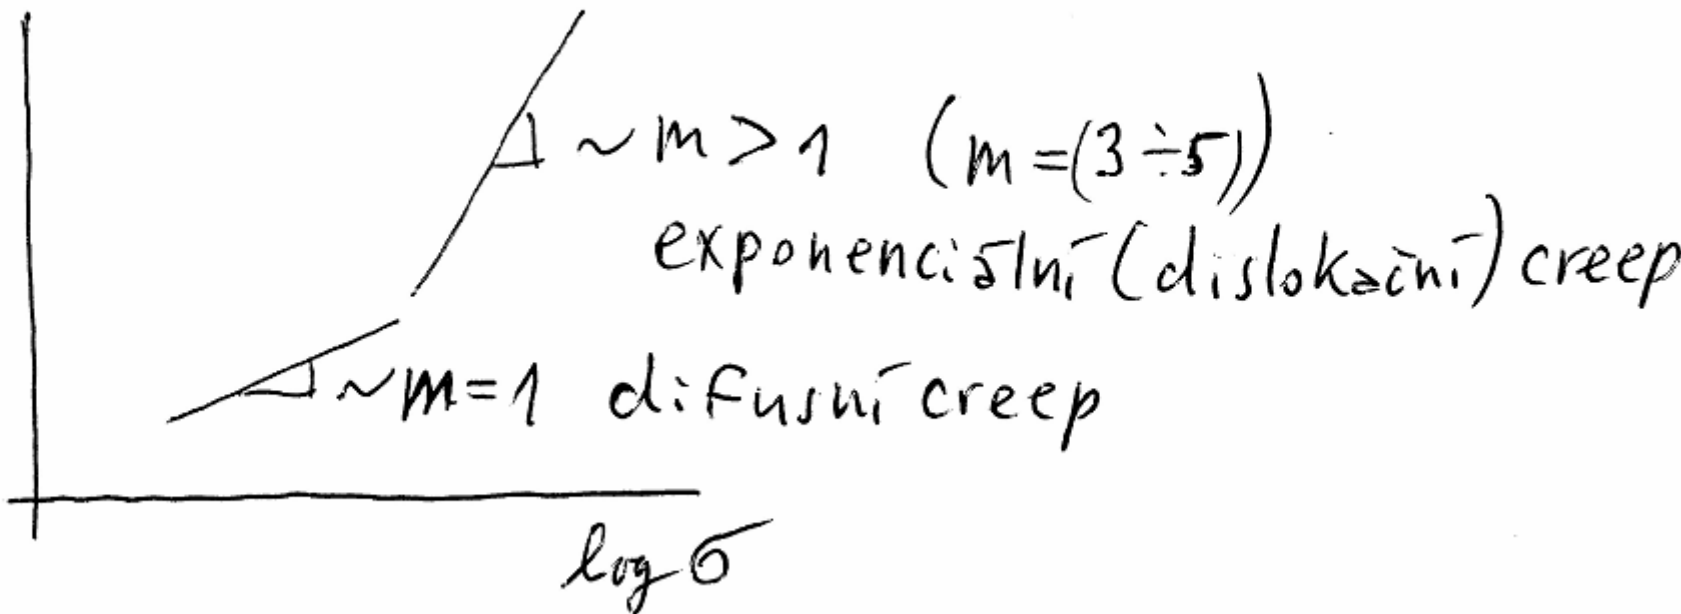 ~m>1 (m=(3÷5))
exponenciální (dislokační) creep
~m=1 difusní creep
log σ